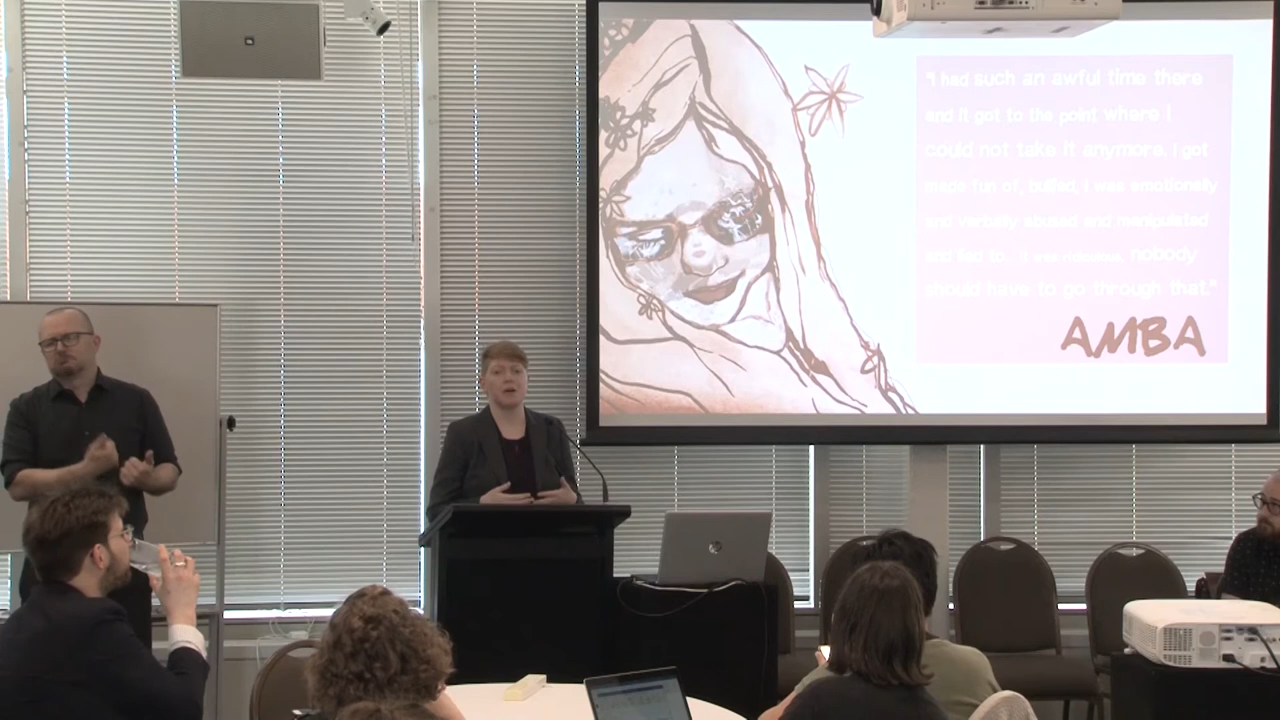 "I had such an awful time there
and it got to the point where I
could not take it anymore. I got
made fun of, bullied, I was emotionally
and verbally abused and manipulated
and lied to. It was ridiculous, nobody
should have to go through that."
AMBA
hp